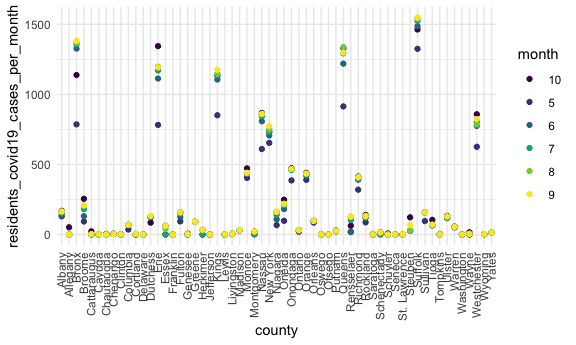 residents_covid19_cases_per_month
1500
1000
500
0
Albany
Allegany
Bronx
Broome
Cattaraugus
Cayuga
Chautauqua
Chenango
Clinton
Columbia
Cortland
Delaware
Dutchess
Erie
Essex
Franklin
Fulton
Genesee
Greene
Herkimer
Jefferson
Kings
Lewis
Livingston
Madison
Monroe
Montgomery
Nassau
New York
Niagara
Oneida
Onondaga
Ontario
Orange
Orleans
Oswego
Otsego
Putnam
Queens
Rensselaer
Richmond
Rockland
Saratoga
Schenectady
Schuyler
Seneca
St. Lawrence
Steuben
Suffolk
Sullivan
Tioga
Tompkins
Ulster
Warren
Washington
Wayne
Westchester
Wyoming
Yates
county
month
10
5
6
7
8
9